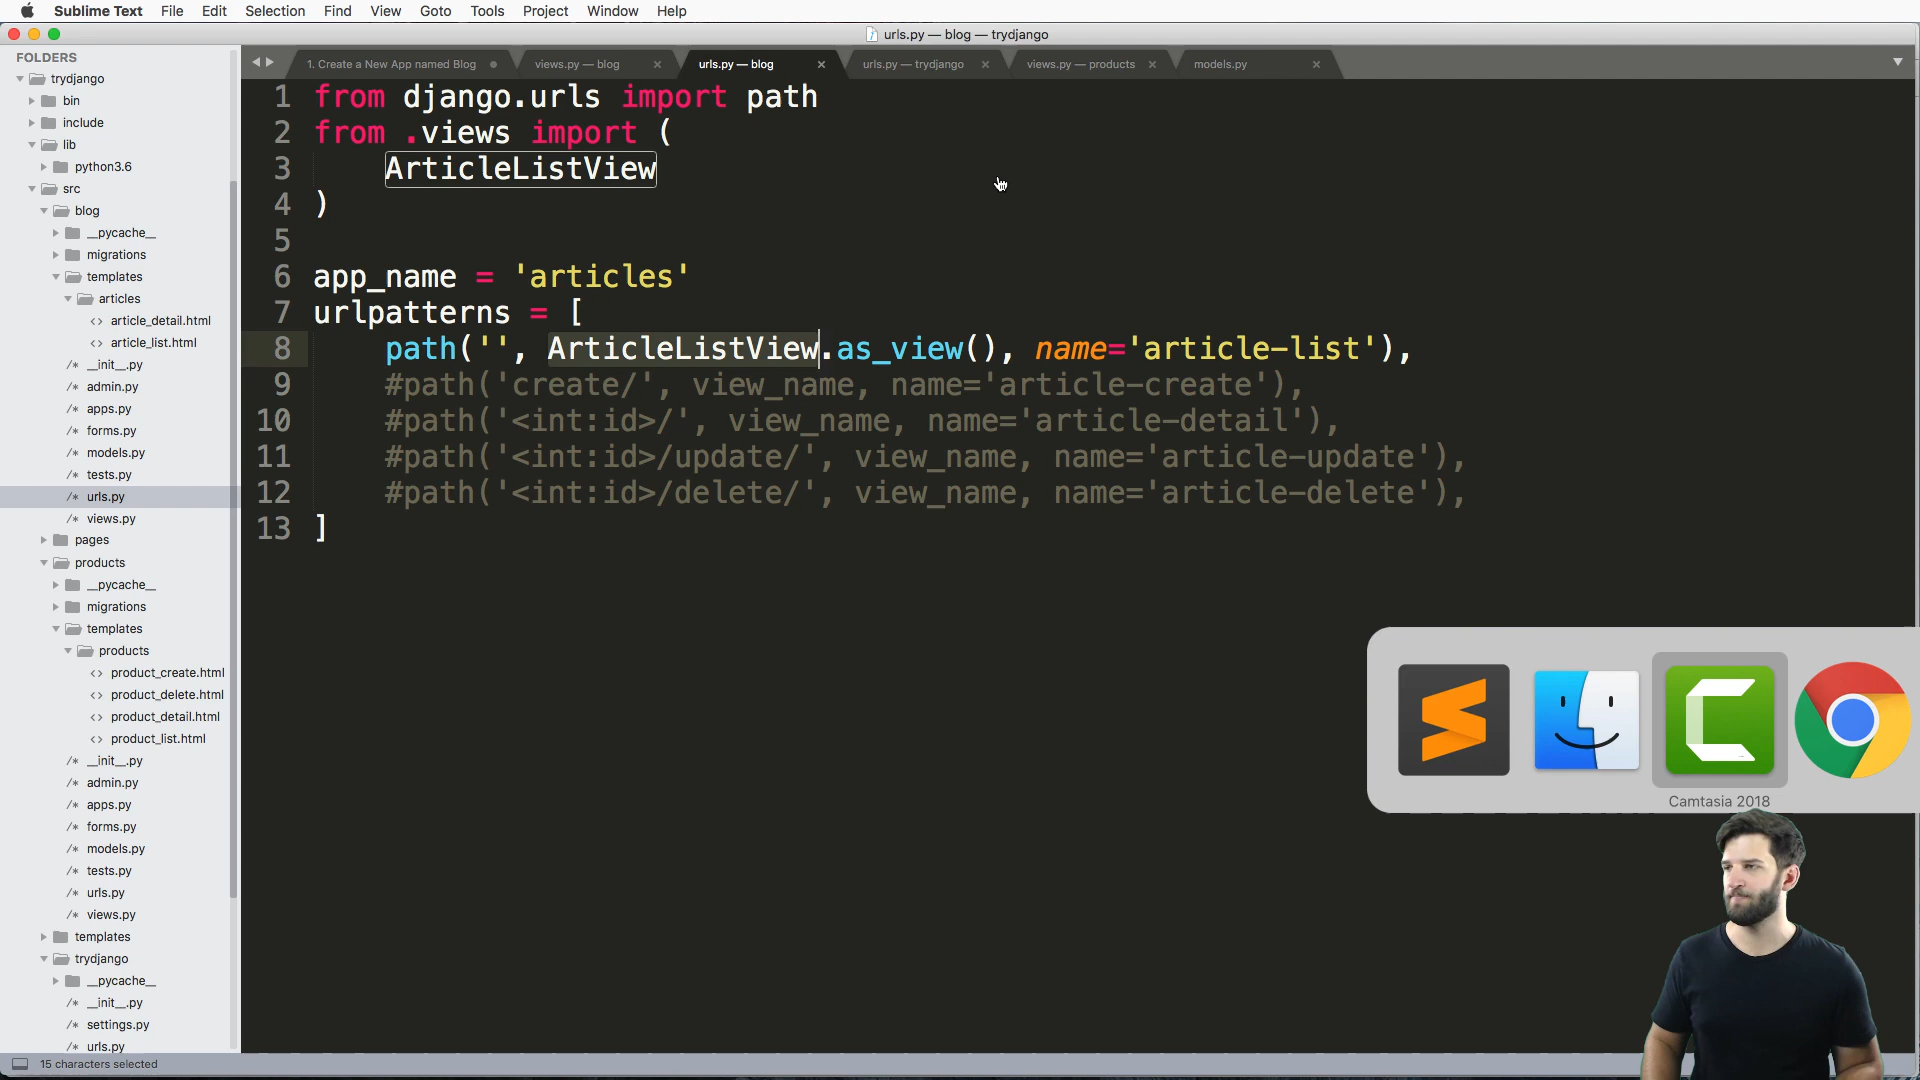 Sublime Text File Edit Selection Find View Goto Tools Project Window Help
urls.py — blog — trydjango
FOLDERS
trydjango
bin
include
lib
python3.6
src
blog
__pycache__
migrations
templates
articles
article_detail.html
article_list.html
__init__.py
admin.py
apps.py
forms.py
models.py
tests.py
urls.py
views.py
pages
products
__pycache__
migrations
templates
products
product_create.html
product_delete.html
product_detail.html
product_list.html
__init__.py
admin.py
apps.py
forms.py
models.py
tests.py
urls.py
views.py
templates
trydjango
__pycache__
__init__.py
settings.py
urls.py
1. Create a New App named Blog
views.py — blog
urls.py — blog
urls.py — trydjango
views.py — products
models.py
1 from django.urls import path
2 from .views import (
3 ArticleListView
4 )
5
6 app_name = 'articles'
7 urlpatterns = [
8 path('', ArticleListView.as_view(), name='article-list'),
9 #path('create/', view_name, name='article-create'),
10 #path('<int:id>/', view_name, name='article-detail'),
11 #path('<int:id>/update/', view_name, name='article-update'),
12 #path('<int:id>/delete/', view_name, name='article-delete'),
13 ]
Camtasia 2018
15 characters selected